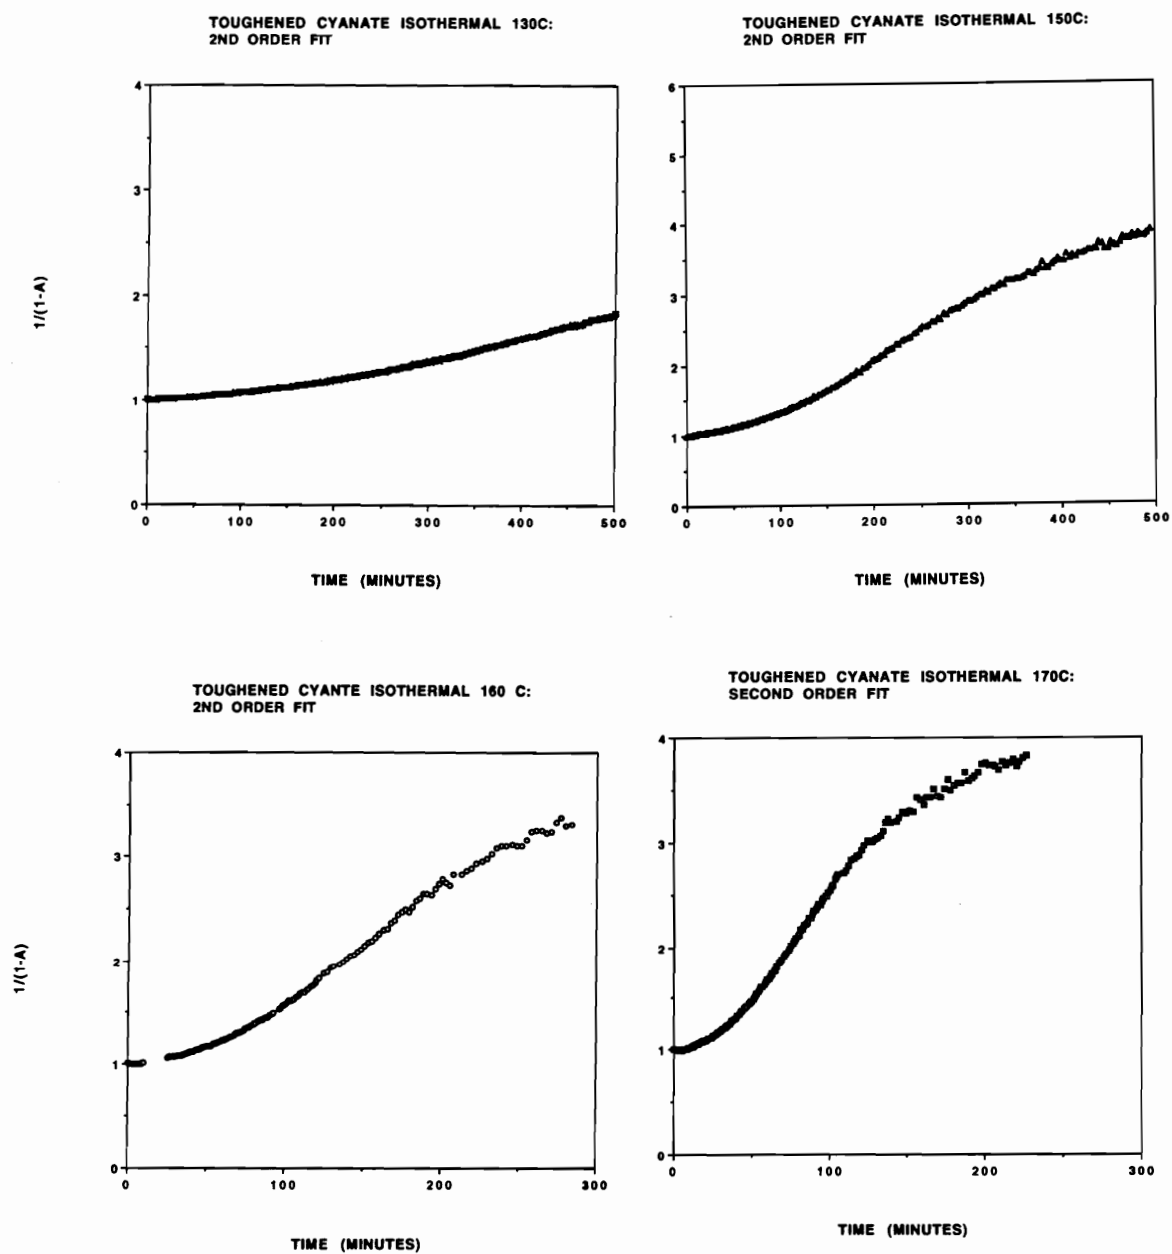 TOUGHENED CYANATE ISOTHERMAL 130C:
2ND ORDER FIT
4
3
2
1
0
0 100 200 300 400 500
1/(1-A)
TIME (MINUTES)
TOUGHENED CYANATE ISOTHERMAL 150C:
2ND ORDER FIT
6
5
4
3
2
1
0
0 100 200 300 400 500
TIME (MINUTES)
TOUGHENED CYANTE ISOTHERMAL 160 C:
2ND ORDER FIT
4
3
2
1
0
0 100 200 300
1/(1-A)
TIME (MINUTES)
TOUGHENED CYANATE ISOTHERMAL 170C:
SECOND ORDER FIT
4
3
2
1
0
0 100 200 300
TIME (MINUTES)